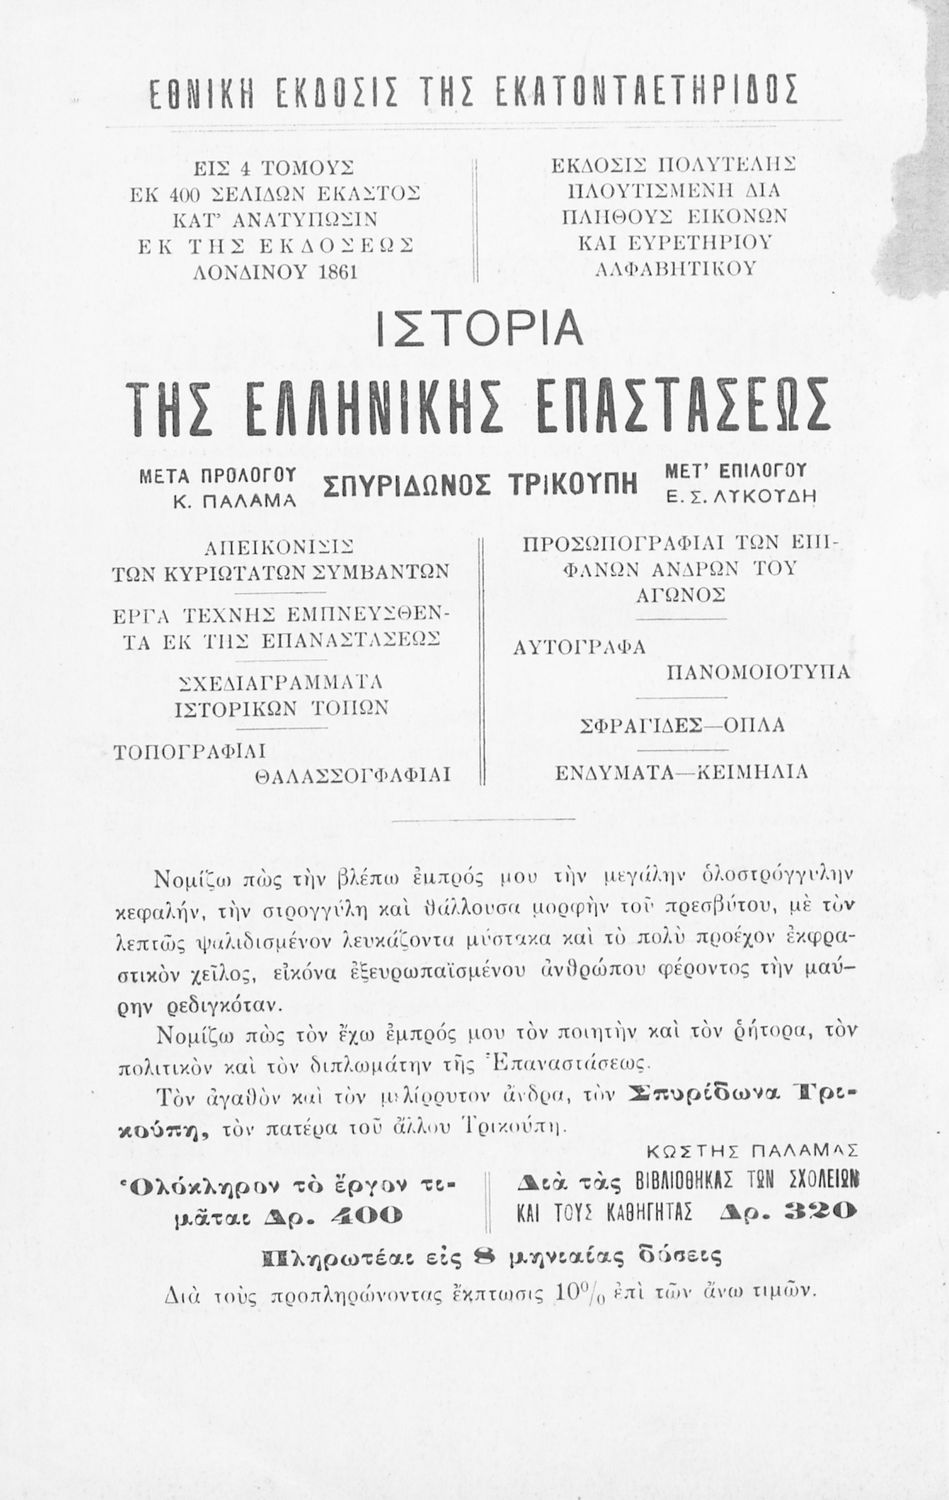 ΕΘΝΙΚΗ ΕΚΔΟΣΙΣ ΤΗΣ ΕΚΑΤΟΝΤΑΕΤΗΡΙΔΟΣ
ΕΙΣ 4 ΤΟΜΟΥΣ
ΕΚ 400 ΣΕΛΙΔΩΝ ΕΚΑΣΤΟΣ
ΚΑΤ' ΑΝΑΤΥΠΩΣΙΝ
ΕΚ ΤΗΣ ΕΚΔΟΣΕΩΣ
ΛΟΝΔΙΝΟΥ 1861
ΕΚΔΟΣΙΣ ΠΟΛΥΤΕΛΗΣ
ΠΛΟΥΤΙΣΜΕΝΗ ΔΙΑ
ΠΛΗΘΟΥΣ ΕΙΚΟΝΩΝ
ΚΑΙ ΕΥΡΕΤΗΡΙΟΥ
ΑΛΦΑΒΗΤΙΚΟΥ
ΙΣΤΟΡΙΑ
ΤΗΣ ΕΛΛΗΝΙΚΗΣ ΕΠΑΣΤΑΣΕΩΣ
ΜΕΤΑ ΠΡΟΛΟΓΟΥ
Κ. ΠΑΛΑΜΑ
ΣΠΥΡΙΔΩΝΟΣ ΤΡΙΚΟΥΠΗ
ΜΕΤ' ΕΠΙΛΟΓΟΥ
Ε. Σ. ΛΥΚΟΥΔΗ
ΑΠΕΙΚΟΝΙΣΙΣ
ΤΩΝ ΚΥΡΙΩΤΑΤΩΝ ΣΥΜΒΑΝΤΩΝ
ΕΡΓΑ ΤΕΧΝΗΣ ΕΜΠΝΕΥΣΘΕΝ-
ΤΑ ΕΚ ΤΗΣ ΕΠΑΝΑΣΤΑΣΕΩΣ
ΣΧΕΔΙΑΓΡΑΜΜΑΤΑ
ΙΣΤΟΡΙΚΩΝ ΤΟΠΩΝ
ΤΟΠΟΓΡΑΦΙΑΙ
ΘΑΛΑΣΣΟΓΦΑΦΙΑΙ
ΠΡΟΣΩΠΟΓΡΑΦΙΑΙ ΤΩΝ ΕΠΙ-
ΦΑΝΩΝ ΑΝΔΡΩΝ ΤΟΥ
ΑΓΩΝΟΣ
ΑΥΤΟΓΡΑΦΑ
ΠΑΝΟΜΟΙΟΤΥΠΑ
ΣΦΡΑΓΙΔΕΣ—ΟΠΛΑ
ΕΝΔΥΜΑΤΑ—ΚΕΙΜΗΛΙΑ
Νομίζω πὼς τὴν βλέπω ἐμπρός μου τὴν μεγάλην ὁλοστρόγγυλην
κεφαλήν, τὴν στρογγύλη καὶ θάλλουσα μορφὴν τοῦ πρεσβύτου, μὲ τὸν
λεπτῶς ψαλιδισμένον λευκάζοντα μύστακα καὶ τὸ πολὺ προέχον ἐκφρα-
στικὸν χεῖλος, εἰκόνα ἐξευρωπαϊσμένου ἀνθρώπου φέροντος τὴν μαύ-
ρην ρεδιγκόταν.
Νομίζω πὼς τὸν ἔχω ἐμπρός μου τὸν ποιητὴν καὶ τὸν ῥήτορα, τὸν
πολιτικὸν καὶ τὸν διπλωμάτην τῆς Ἐπαναστάσεως.
Τὸν ἀγαθὸν καὶ τὸν μελίρρυτον ἄνδρα, τὸν Σπυρίδωνα Τρι-
κούπη, τὸν πατέρα τοῦ ἄλλου Τρικούπη.
ΚΩΣΤΗΣ ΠΑΛΑΜΑΣ
Ὁλόκληρον τὸ ἔργον τι-
μᾶται Δρ. 400
Διὰ τὰς ΒΙΒΛΙΟΘΗΚΑΣ ΤΩΝ ΣΧΟΛΕΙΩΝ
ΚΑΙ ΤΟΥΣ ΚΑΘΗΓΗΤΑΣ Δρ. 320
Πληρωτέαι εἰς 8 μηνιαίας δόσεις
Διὰ τοὺς προπληρώνοντας ἔκπτωσις 10% ἐπὶ τῶν ἄνω τιμῶν.